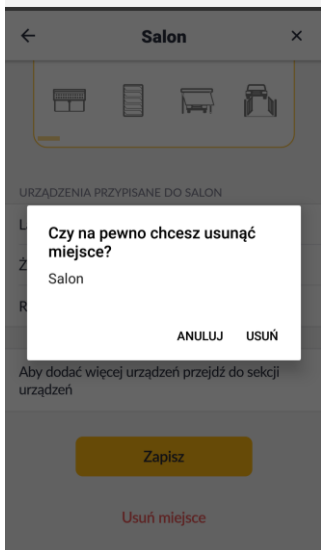 Salon
URZĄDZENIA PRZYPISANE DO SALON
Czy na pewno chcesz usunąć
miejsce?
Salon
ANULUJ USUŃ
Aby dodać więcej urządzeń przejdź do sekcji
urządzeń
Zapisz
Usuń miejsce